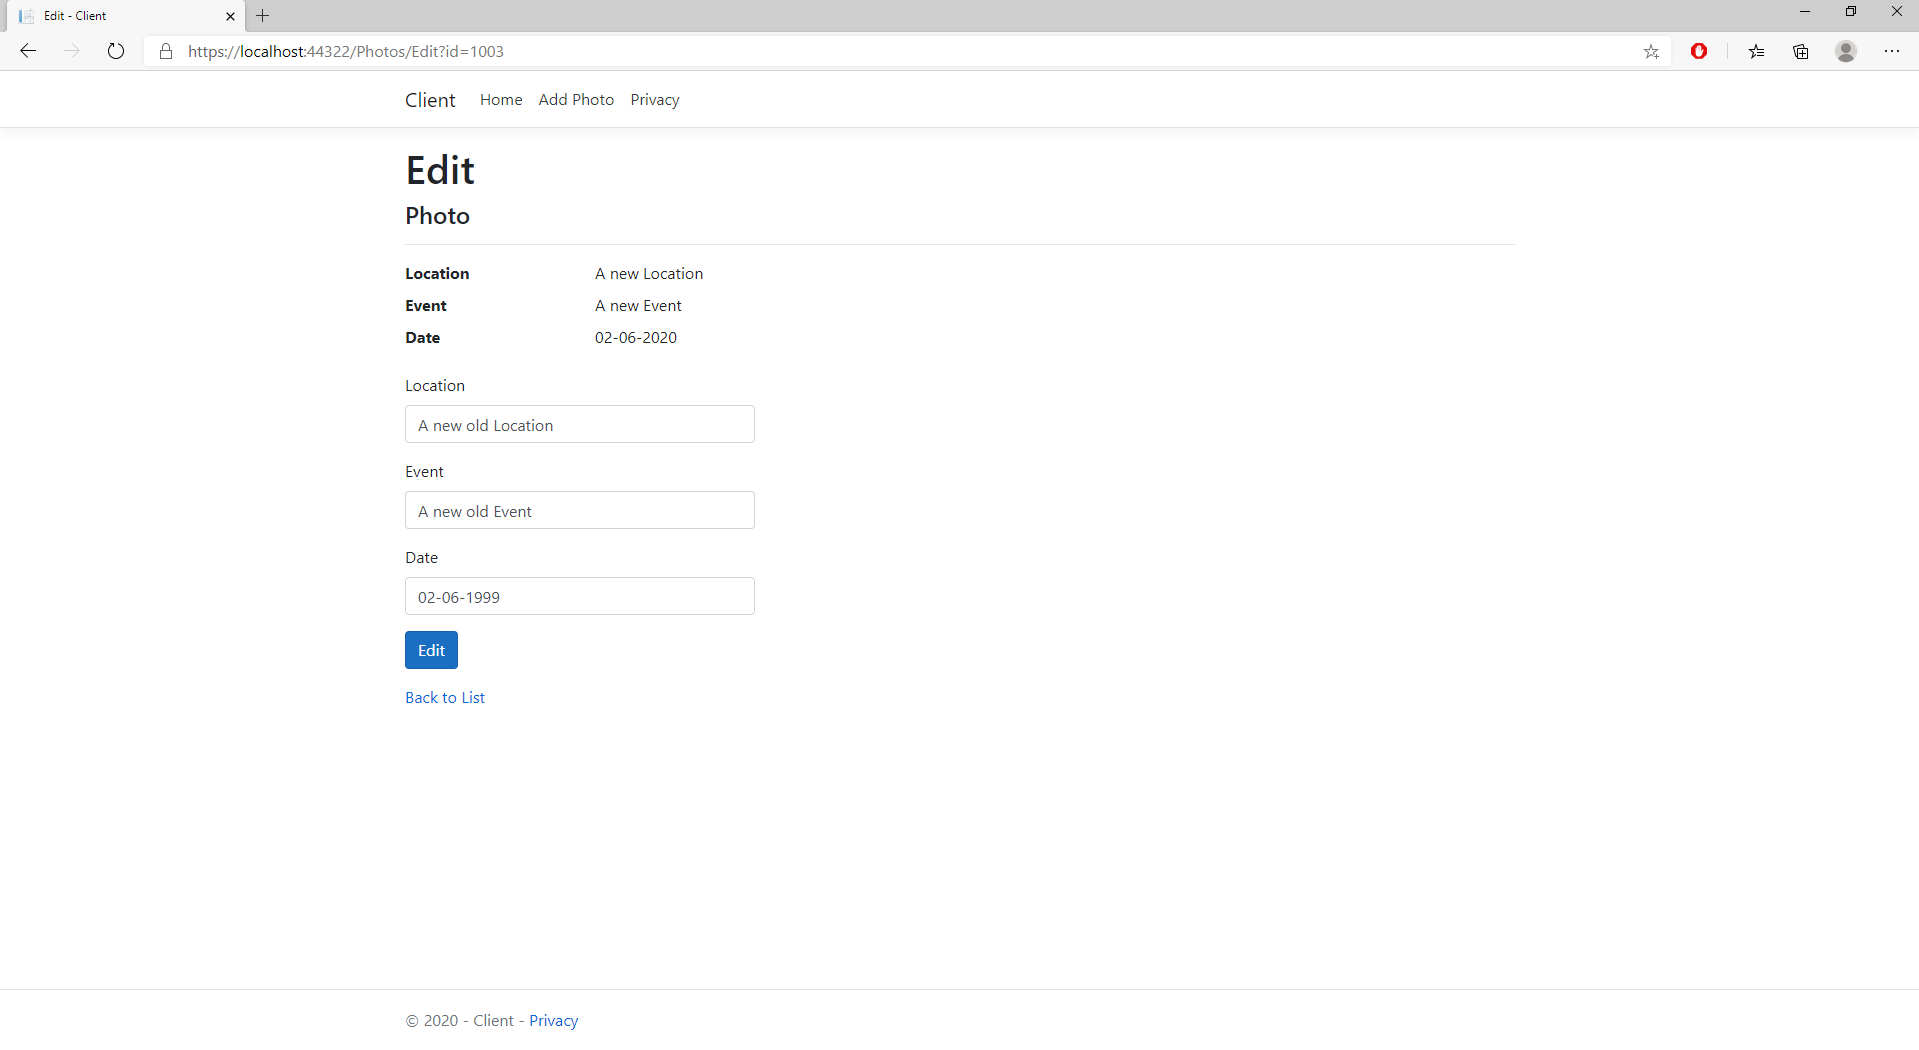 Edit - Client
https://localhost:44322/Photos/Edit?id=1003
Client Home Add Photo Privacy
Edit
Photo
Location A new Location
Event A new Event
Date 02-06-2020
Location
A new old Location
Event
A new old Event
Date
02-06-1999
Edit
Back to List
© 2020 - Client - Privacy